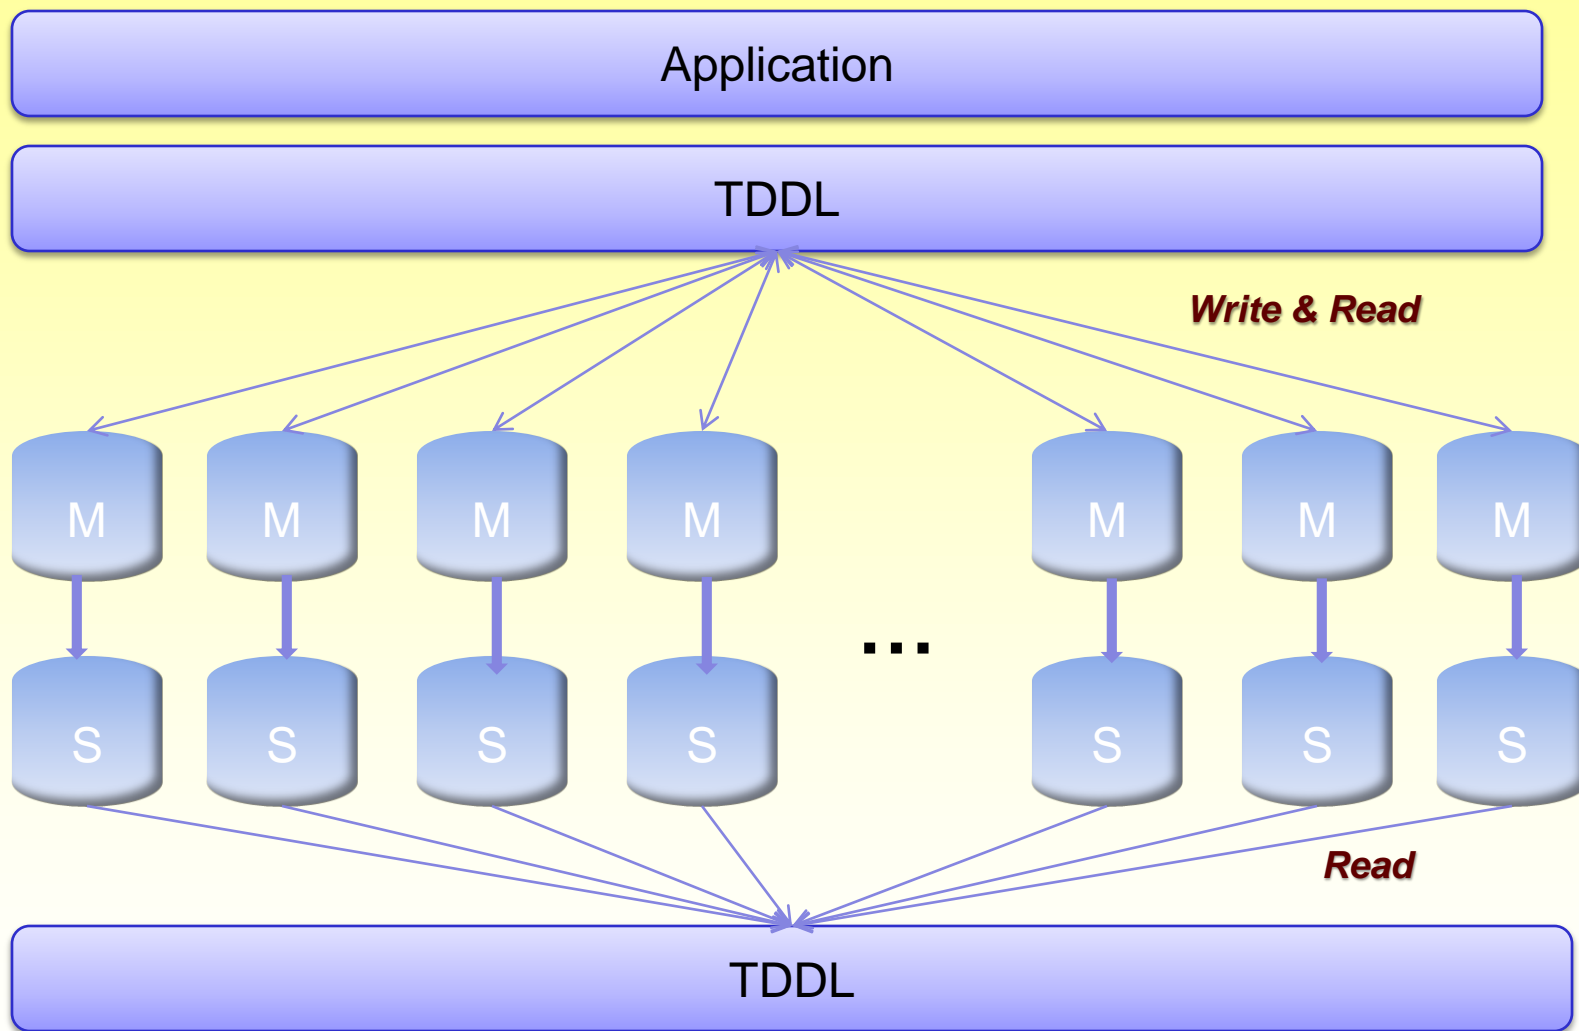 Application
TDDL
Write & Read
M M M M M M M
...
S S S S S S S
Read
TDDL